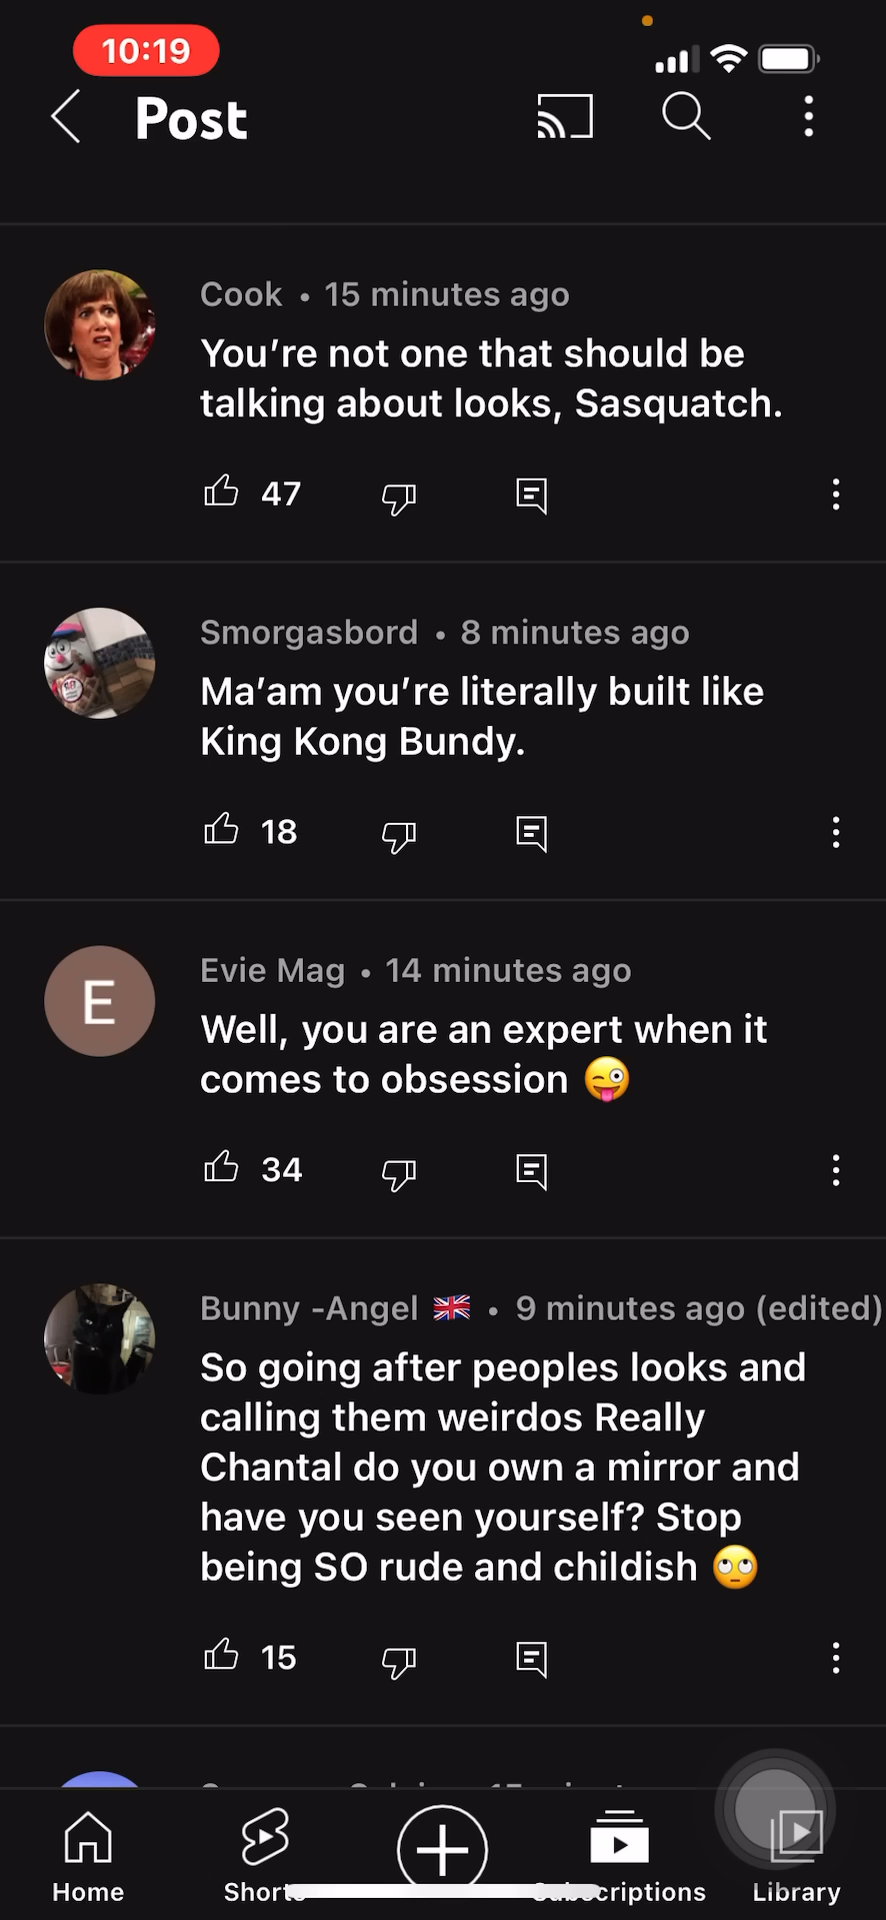 10:19
Post
Cook • 15 minutes ago
You’re not one that should be
talking about looks, Sasquatch.
47
Smorgasbord • 8 minutes ago
Ma’am you’re literally built like
King Kong Bundy.
18
E
Evie Mag • 14 minutes ago
Well, you are an expert when it
comes to obsession 😜
34
Bunny -Angel 🇬🇧 • 9 minutes ago (edited)
So going after peoples looks and
calling them weirdos Really
Chantal do you own a mirror and
have you seen yourself? Stop
being SO rude and childish 🙄
15
Home Shorts Subscriptions Library